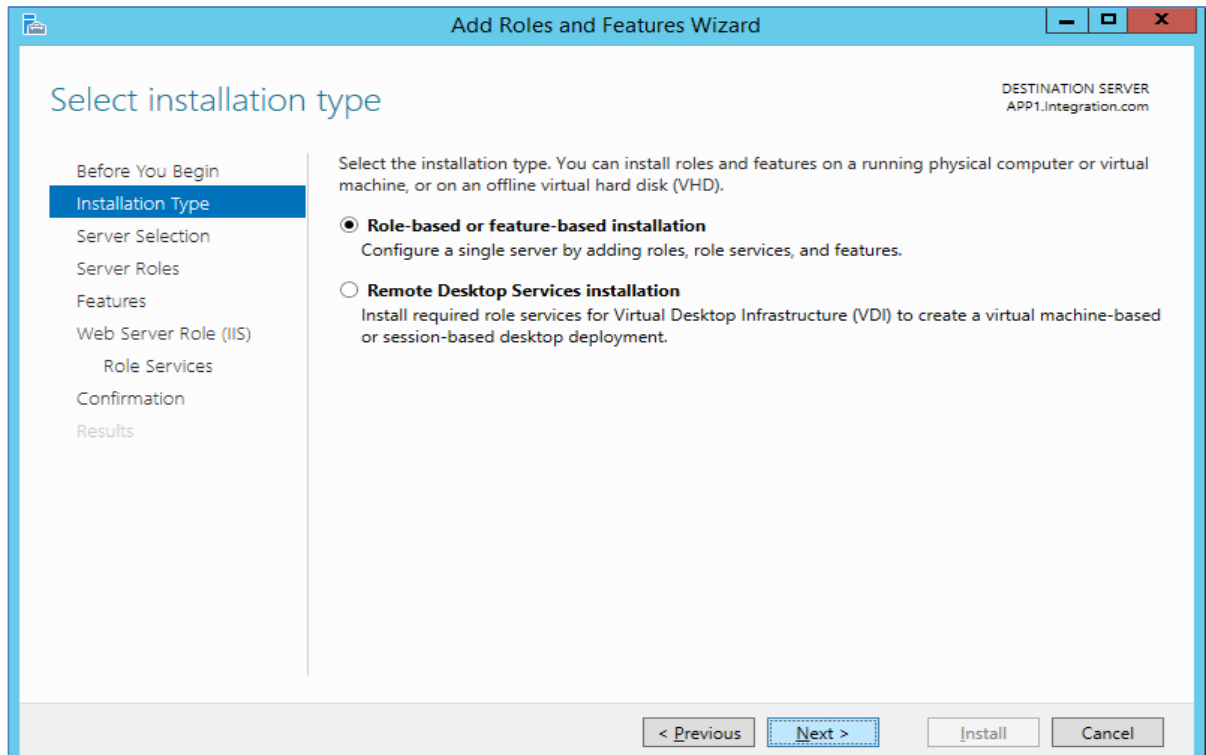 Add Roles and Features Wizard
Select installation type
DESTINATION SERVER
APP1.Integration.com
Before You Begin
Installation Type
Server Selection
Server Roles
Features
Web Server Role (IIS)
Role Services
Confirmation
Results
Select the installation type. You can install roles and features on a running physical computer or virtual
machine, or on an offline virtual hard disk (VHD).
Role-based or feature-based installation
Configure a single server by adding roles, role services, and features.
Remote Desktop Services installation
Install required role services for Virtual Desktop Infrastructure (VDI) to create a virtual machine-based
or session-based desktop deployment.
< Previous
Next >
Install
Cancel